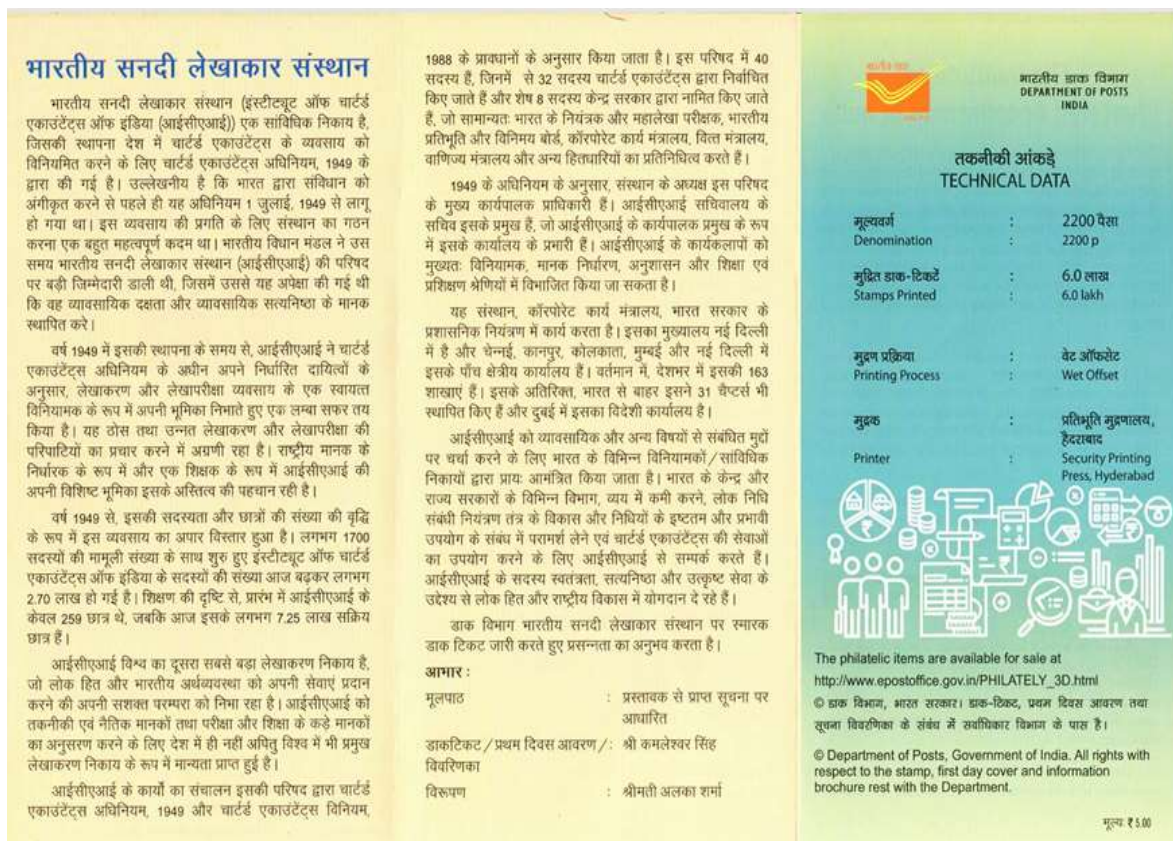 भारतीय सनदी लेखाकार संस्थान
भारतीय सनदी लेखाकार संस्थान (इंस्टीट्यूट ऑफ चार्टर्ड
एकाउंटेंट्स ऑफ इंडिया (आईसीएआई)) एक सांविधिक निकाय है,
जिसकी स्थापना देश में चार्टर्ड एकाउंटेंट्स के व्यवसाय को
विनियमित करने के लिए चार्टर्ड एकाउंटेंट्स अधिनियम, 1949 के
द्वारा की गई है। उल्लेखनीय है कि भारत द्वारा संविधान को
अंगीकृत करने से पहले ही यह अधिनियम 1 जुलाई, 1949 से लागू
हो गया था। इस व्यवसाय की प्रगति के लिए संस्थान का गठन
करना एक बहुत महत्वपूर्ण कदम था। भारतीय विधान मंडल ने उस
समय भारतीय सनदी लेखाकार संस्थान (आईसीएआई) की परिषद
पर बड़ी जिम्मेदारी डाली थी, जिसमें उससे यह अपेक्षा की गई थी
कि वह व्यावसायिक दक्षता और व्यावसायिक सत्यनिष्ठा के मानक
स्थापित करे।
वर्ष 1949 में इसकी स्थापना के समय से, आईसीएआई ने चार्टर्ड
एकाउंटेंट्स अधिनियम के अधीन अपने निर्धारित दायित्वों के
अनुसार, लेखाकरण और लेखापरीक्षा व्यवसाय के एक स्वायत्त
विनियामक के रूप में अपनी भूमिका निभाते हुए एक लम्बा सफर तय
किया है। यह ठोस तथा उन्नत लेखाकरण और लेखापरीक्षा की
परिपाटियों का प्रचार करने में अग्रणी रहा है। राष्ट्रीय मानक के
निर्धारक के रूप में और एक शिक्षक के रूप में आईसीएआई की
अपनी विशिष्ट भूमिका इसके अस्तित्व की पहचान रही है।
वर्ष 1949 से, इसकी सदस्यता और छात्रों की संख्या की वृद्धि
के रूप में इस व्यवसाय का अपार विस्तार हुआ है। लगभग 1700
सदस्यों की मामूली संख्या के साथ शुरू हुए इंस्टीट्यूट ऑफ चार्टर्ड
एकाउंटेंट्स ऑफ इंडिया के सदस्यों की संख्या आज बढ़कर लगभग
2.70 लाख हो गई है। शिक्षण की दृष्टि से, प्रारंभ में आईसीएआई के
केवल 259 छात्र थे, जबकि आज इसके लगभग 7.25 लाख सक्रिय
छात्र हैं।
आईसीएआई विश्व का दूसरा सबसे बड़ा लेखाकरण निकाय है,
जो लोक हित और भारतीय अर्थव्यवस्था को अपनी सेवाएं प्रदान
करने की अपनी सशक्त परम्परा को निभा रहा है। आईसीएआई को
तकनीकी एवं नैतिक मानकों तथा परीक्षा और शिक्षा के कड़े मानकों
का अनुसरण करने के लिए देश में ही नहीं अपितु विश्व में भी प्रमुख
लेखाकरण निकाय के रूप में मान्यता प्राप्त हुई है।
आईसीएआई के कार्यों का संचालन इसकी परिषद द्वारा चार्टर्ड
एकाउंटेंट्स अधिनियम, 1949 और चार्टर्ड एकाउंटेंट्स विनियम,
1988 के प्रावधानों के अनुसार किया जाता है। इस परिषद में 40
सदस्य हैं, जिनमें से 32 सदस्य चार्टर्ड एकाउंटेंट्स द्वारा निर्वाचित
किए जाते हैं और शेष 8 सदस्य केन्द्र सरकार द्वारा नामित किए जाते
हैं, जो सामान्यतः भारत के नियंत्रक और महालेखा परीक्षक, भारतीय
प्रतिभूति और विनिमय बोर्ड, कॉरपोरेट कार्य मंत्रालय, वित्त मंत्रालय,
वाणिज्य मंत्रालय और अन्य हितधारियों का प्रतिनिधित्व करते हैं।
1949 के अधिनियम के अनुसार, संस्थान के अध्यक्ष इस परिषद
के मुख्य कार्यपालक प्राधिकारी हैं। आईसीएआई सचिवालय के
सचिव इसके प्रमुख हैं, जो आईसीएआई के कार्यपालक प्रमुख के रूप
में इसके कार्यालय के प्रभारी हैं। आईसीएआई के कार्यकलापों को
मुख्यतः विनियामक, मानक निर्धारण, अनुशासन और शिक्षा एवं
प्रशिक्षण श्रेणियों में विभाजित किया जा सकता है।
यह संस्थान, कॉरपोरेट कार्य मंत्रालय, भारत सरकार के
प्रशासनिक नियंत्रण में कार्य करता है। इसका मुख्यालय नई दिल्ली
में है और चेन्नई, कानपुर, कोलकाता, मुम्बई और नई दिल्ली में
इसके पाँच क्षेत्रीय कार्यालय हैं। वर्तमान में, देशभर में इसकी 163
शाखाएं हैं। इसके अतिरिक्त, भारत से बाहर इसने 31 चैप्टर्स भी
स्थापित किए हैं और दुबई में इसका विदेशी कार्यालय है।
आईसीएआई को व्यावसायिक और अन्य विषयों से संबंधित मुद्दों
पर चर्चा करने के लिए भारत के विभिन्न विनियामकों/सांविधिक
निकायों द्वारा प्रायः आमंत्रित किया जाता है। भारत के केन्द्र और
राज्य सरकारों के विभिन्न विभाग, व्यय में कमी करने, लोक निधि
संबंधी नियंत्रण तंत्र के विकास और निधियों के इष्टतम और प्रभावी
उपयोग के संबंध में परामर्श लेने एवं चार्टर्ड एकाउंटेंट्स की सेवाओं
का उपयोग करने के लिए आईसीएआई से सम्पर्क करते हैं।
आईसीएआई के सदस्य स्वतंत्रता, सत्यनिष्ठा और उत्कृष्ट सेवा के
उद्देश्य से लोक हित और राष्ट्रीय विकास में योगदान दे रहे हैं।
डाक विभाग भारतीय सनदी लेखाकार संस्थान पर स्मारक
डाक टिकट जारी करते हुए प्रसन्नता का अनुभव करता है।
आभार :
मूलपाठ : प्रस्तावक से प्राप्त सूचना पर
आधारित
डाकटिकट/प्रथम दिवस आवरण/ : श्री कमलेश्वर सिंह
विवरणिका
विरूपण : श्रीमती अलका शर्मा
भारतीय डाक
भारतीय डाक विभाग
DEPARTMENT OF POSTS
INDIA
तकनीकी आंकड़े
TECHNICAL DATA
मूल्यवर्ग : 2200 पैसा
Denomination : 2200 p
मुद्रित डाक-टिकटें : 6.0 लाख
Stamps Printed : 6.0 lakh
मुद्रण प्रक्रिया : वेट ऑफसेट
Printing Process : Wet Offset
मुद्रक : प्रतिभूति मुद्रणालय,
हैदराबाद
Printer : Security Printing
Press, Hyderabad
The philatelic items are available for sale at
http://www.epostoffice.gov.in/PHILATELY_3D.html
© डाक विभाग, भारत सरकार। डाक-टिकट, प्रथम दिवस आवरण तथा
सूचना विवरणिका के संबंध में सर्वाधिकार विभाग के पास है।
© Department of Posts, Government of India. All rights with
respect to the stamp, first day cover and information
brochure rest with the Department.
मूल्य ₹ 5.00